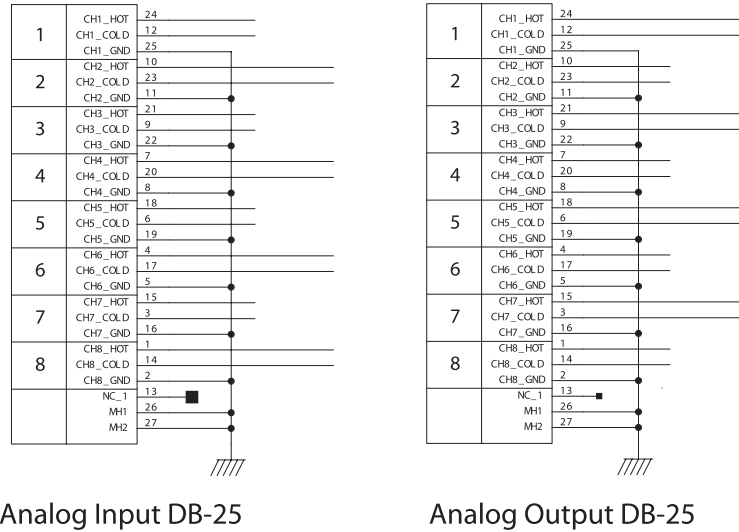 1
CH1_HOT 24
CH1_COLD 12
CH1_GND 25
2
CH2_HOT 10
CH2_COLD 23
CH2_GND 11
3
CH3_HOT 21
CH3_COLD 9
CH3_GND 22
4
CH4_HOT 7
CH4_COLD 20
CH4_GND 8
5
CH5_HOT 18
CH5_COLD 6
CH5_GND 19
6
CH6_HOT 4
CH6_COLD 17
CH6_GND 5
7
CH7_HOT 15
CH7_COLD 3
CH7_GND 16
8
CH8_HOT 1
CH8_COLD 14
CH8_GND 2
NC_1 13
MH1 26
MH2 27
Analog Input DB-25
1
CH1_HOT 24
CH1_COLD 12
CH1_GND 25
2
CH2_HOT 10
CH2_COLD 23
CH2_GND 11
3
CH3_HOT 21
CH3_COLD 9
CH3_GND 22
4
CH4_HOT 7
CH4_COLD 20
CH4_GND 8
5
CH5_HOT 18
CH5_COLD 6
CH5_GND 19
6
CH6_HOT 4
CH6_COLD 17
CH6_GND 5
7
CH7_HOT 15
CH7_COLD 3
CH7_GND 16
8
CH8_HOT 1
CH8_COLD 14
CH8_GND 2
NC_1 13
MH1 26
MH2 27
Analog Output DB-25